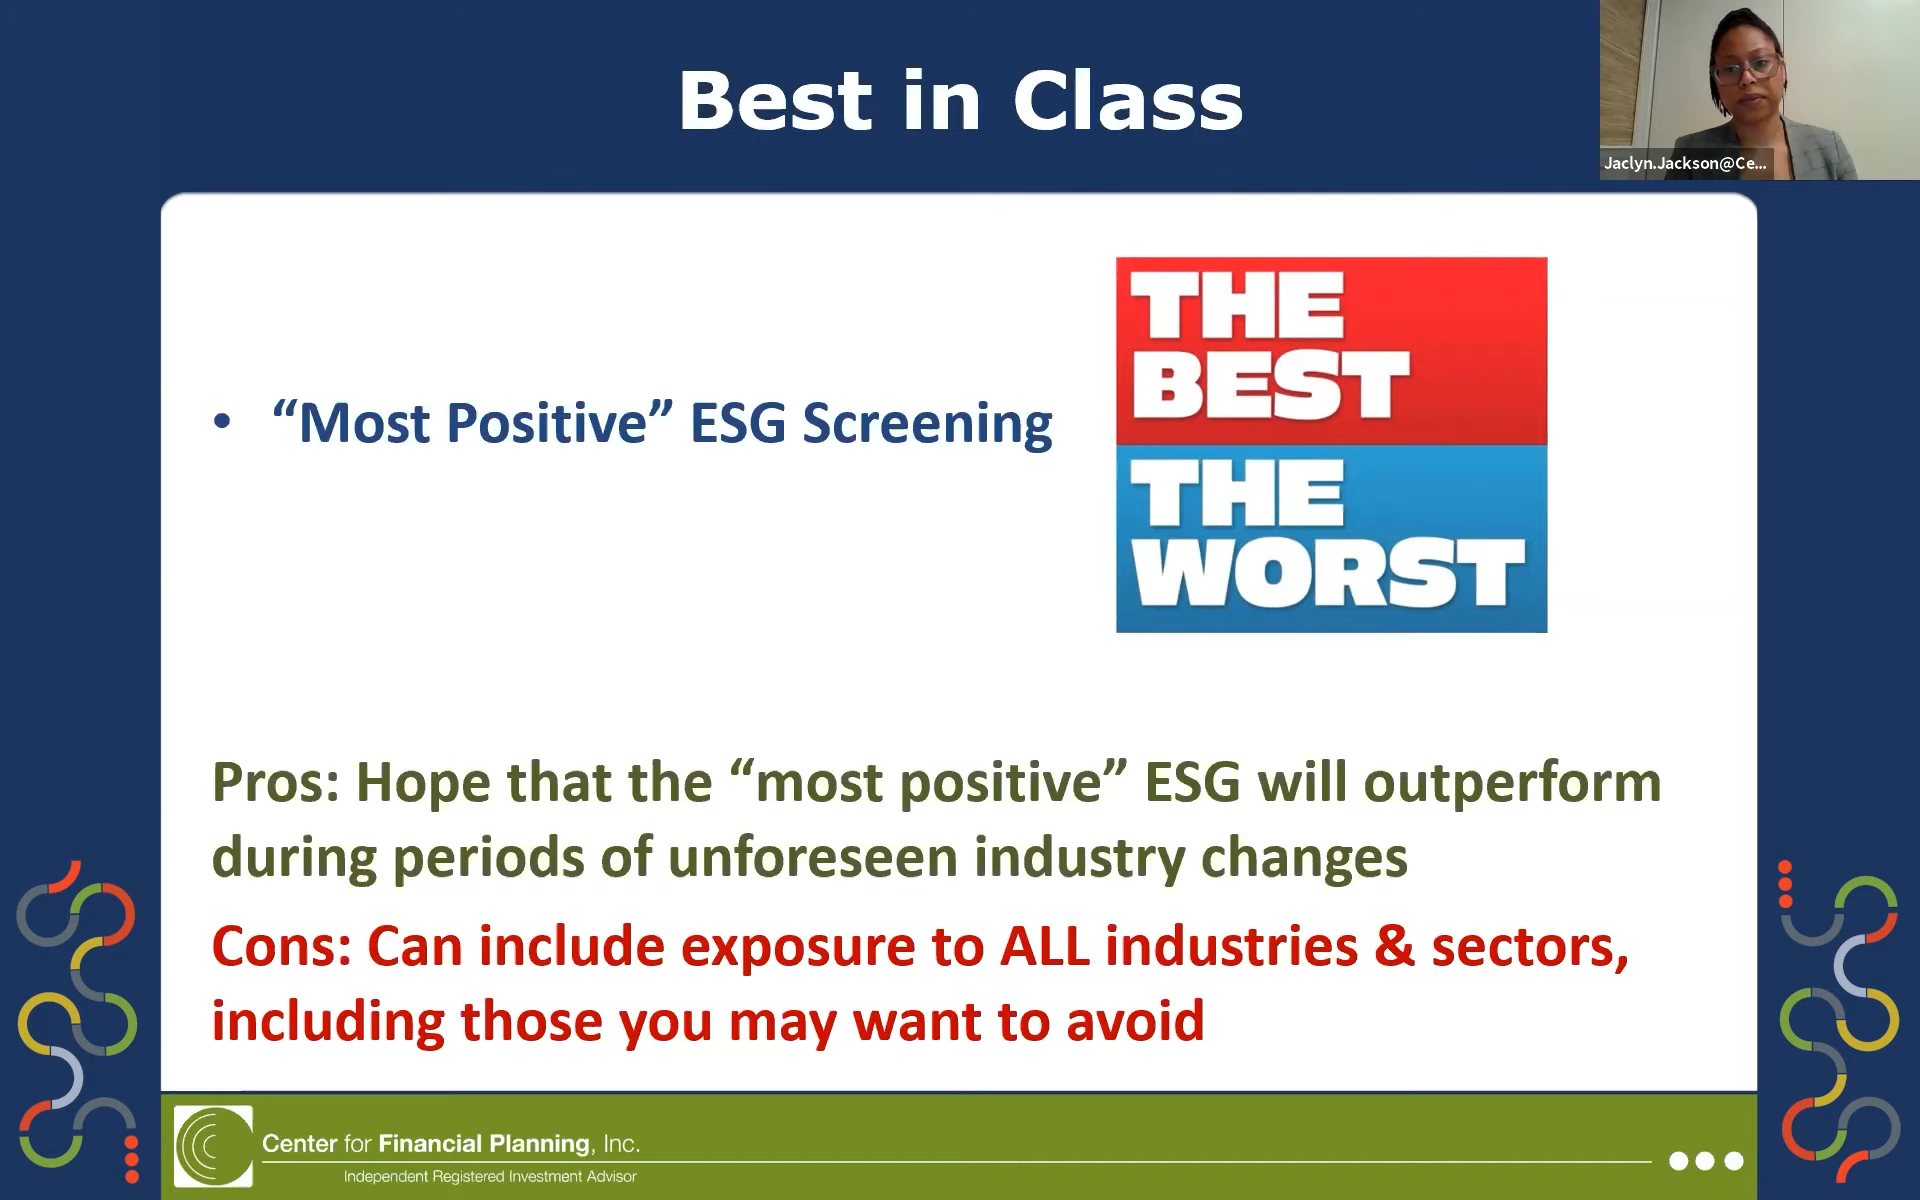 Best in Class
Jaclyn.Jackson@Ce...
THE
BEST
• “Most Positive” ESG Screening
THE
WORST
Pros: Hope that the “most positive” ESG will outperform
during periods of unforeseen industry changes
Cons: Can include exposure to ALL industries & sectors,
including those you may want to avoid
Center for Financial Planning, Inc.
Independent Registered Investment Advisor